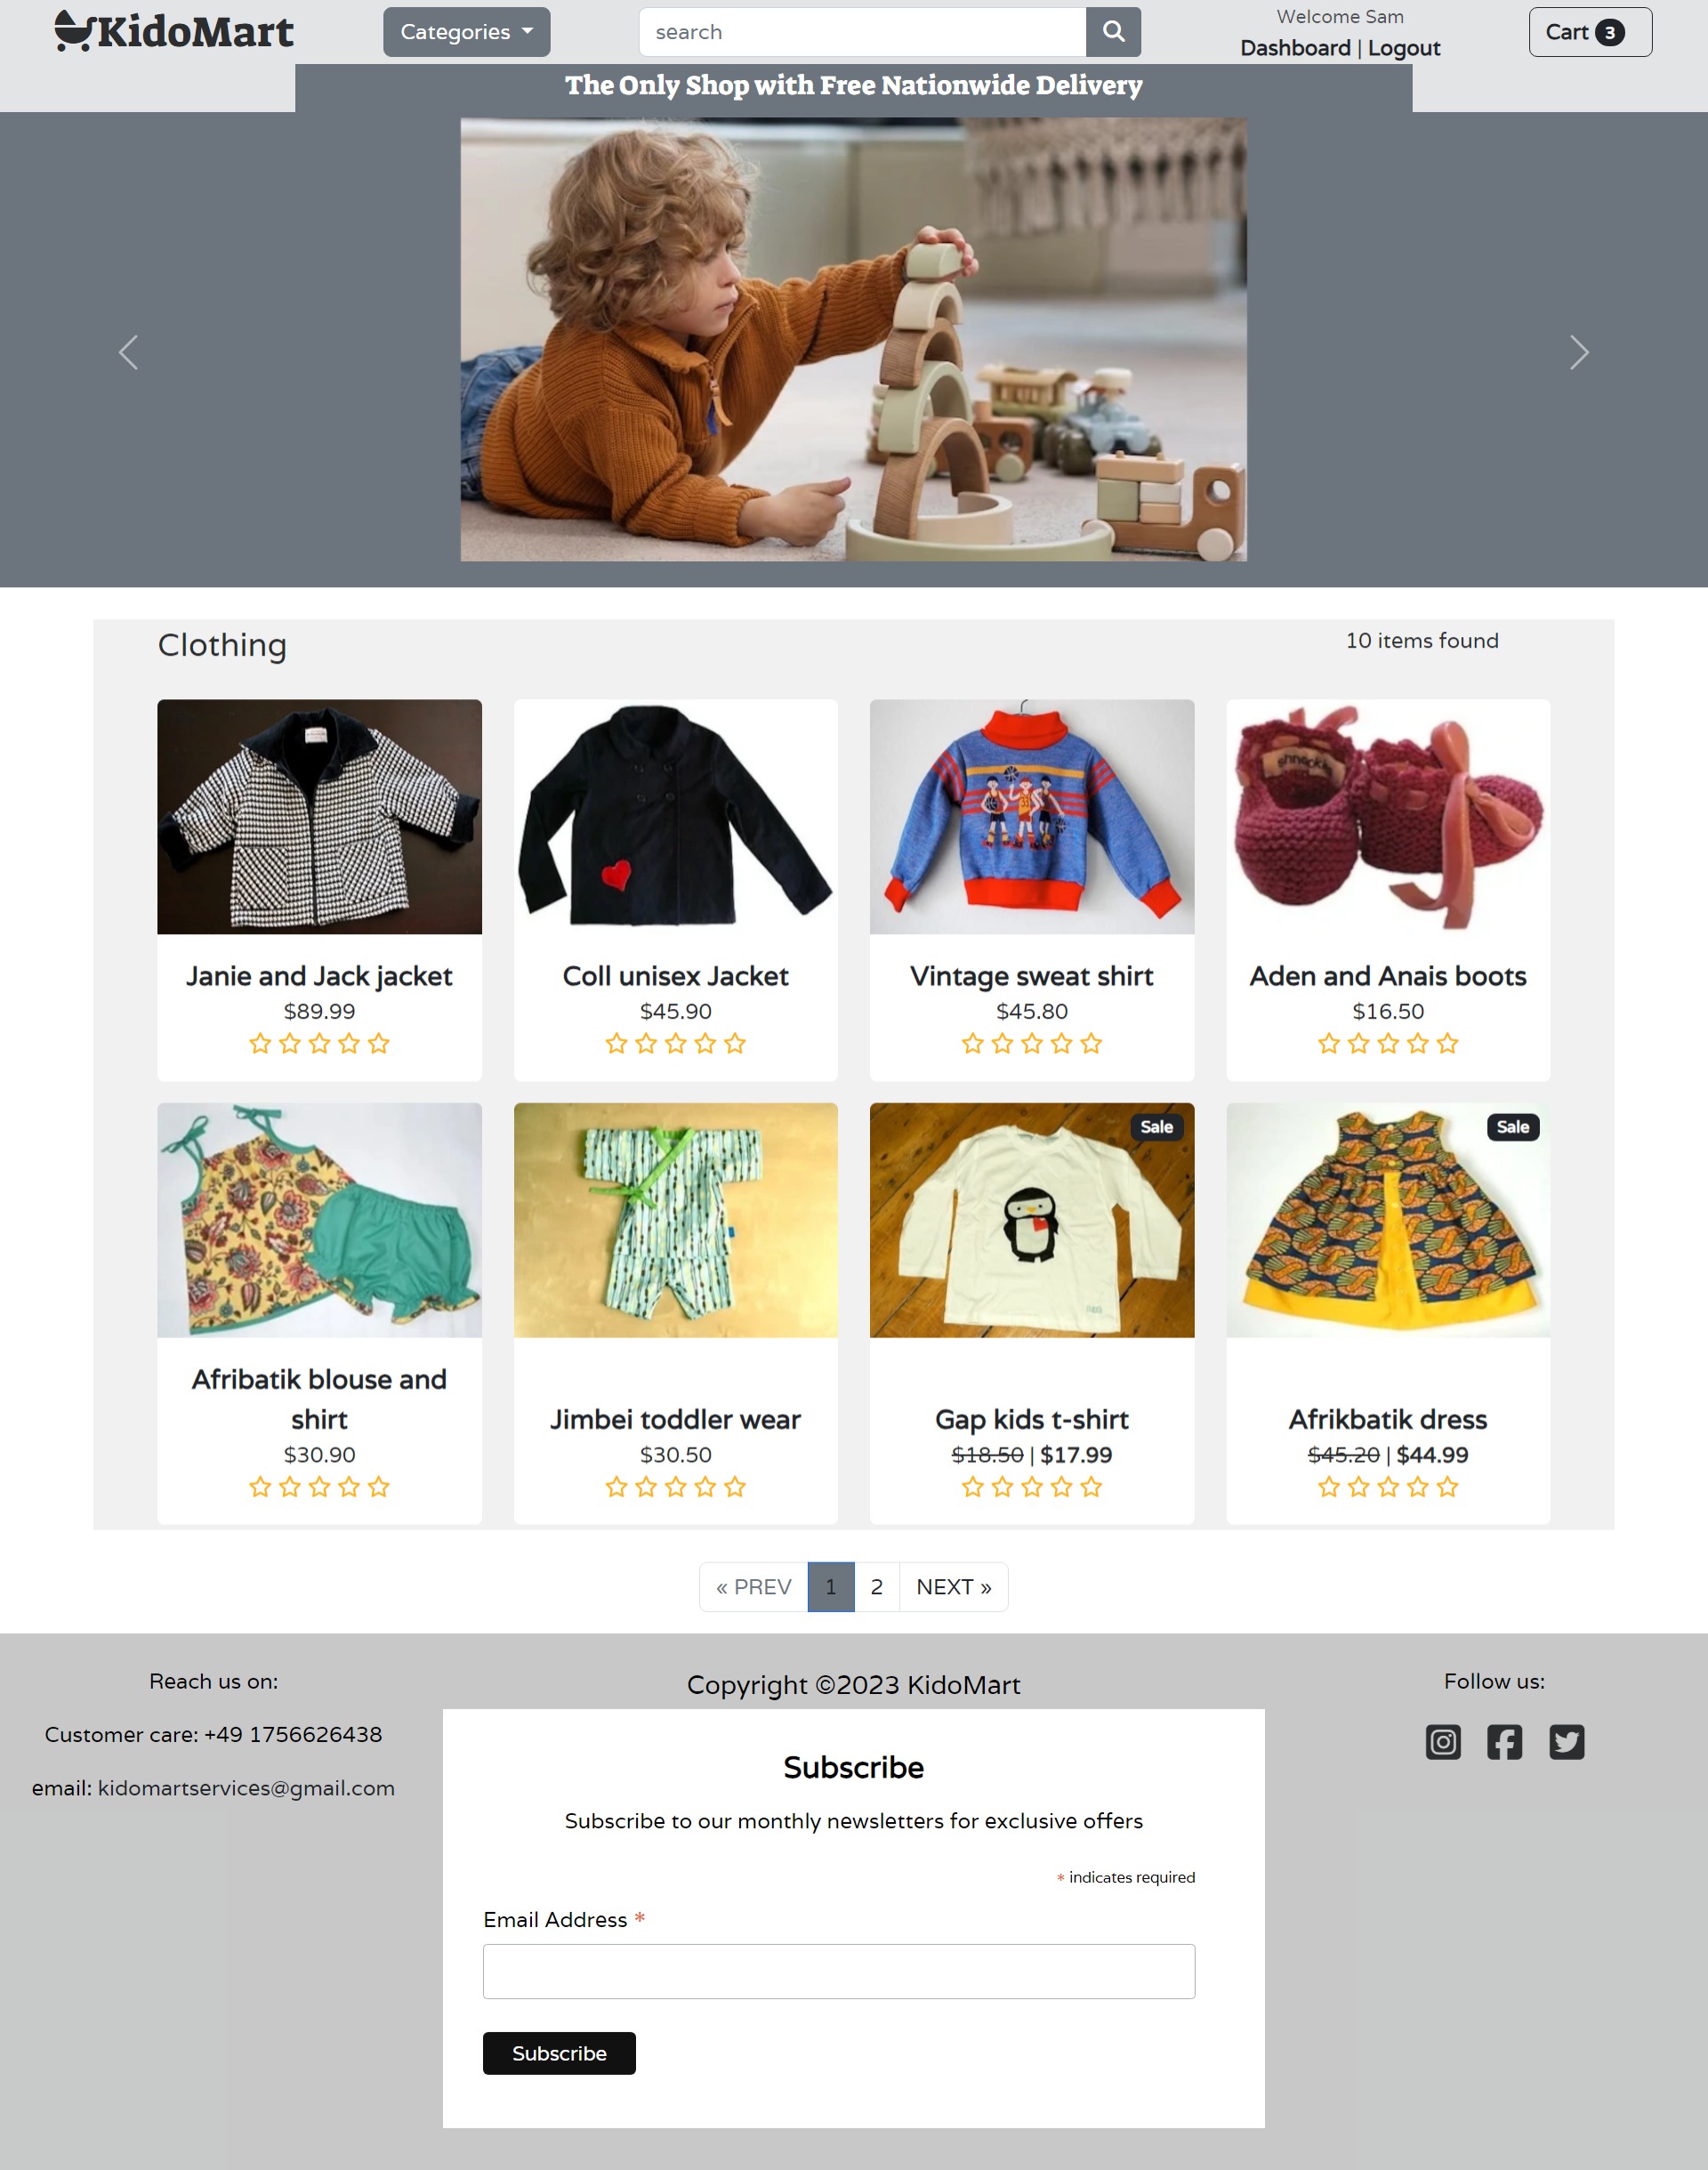 KidoMart
Categories
search
Welcome Sam
Dashboard | Logout
Cart 3
The Only Shop with Free Nationwide Delivery
Clothing
10 items found
Janie and Jack jacket
$89.99
Coll unisex Jacket
$45.90
33
Vintage sweat shirt
$45.80
Aden and Anais boots
$16.50
Afribatik blouse and
shirt
$30.90
Jimbei toddler wear
$30.50
Sale
Gap kids t-shirt
$18.50 | $17.99
Sale
Afrikbatik dress
$45.20 | $44.99
« PREV
1
2
NEXT »
Reach us on:
Customer care: +49 1756626438
email: kidomartservices@gmail.com
Copyright ©2023 KidoMart
Subscribe
Subscribe to our monthly newsletters for exclusive offers
* indicates required
Email Address *
Subscribe
Follow us: